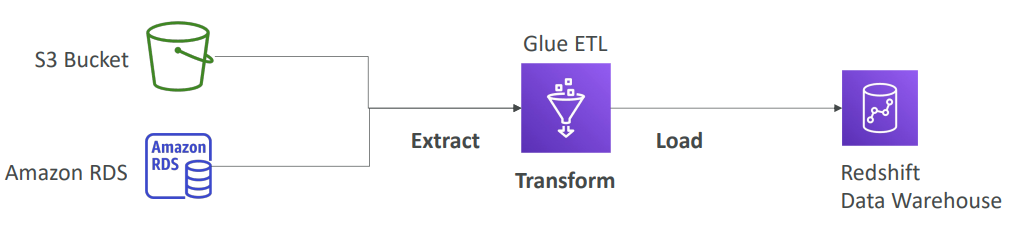 S3 Bucket
Glue ETL
Amazon
RDS
Amazon RDS
Extract
Load
Transform
Redshift
Data Warehouse